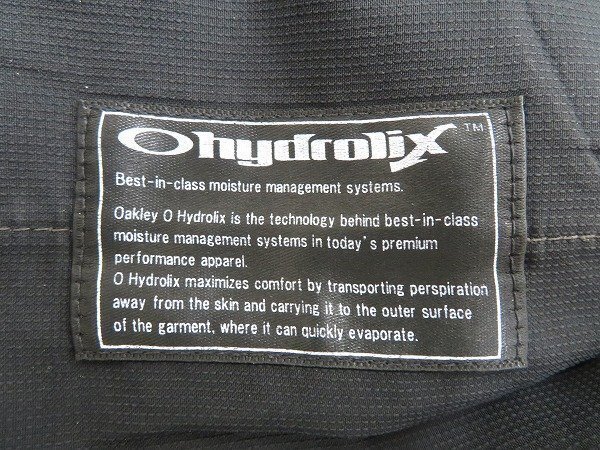 O hydrolix™
Best-in-class moisture management systems.
Oakley O Hydrolix is the technology behind best-in-class
moisture management systems in today's premium
performance apparel.
O Hydrolix maximizes comfort by transporting perspiration
away from the skin and carrying it to the outer surface
of the garment, where it can quickly evaporate.